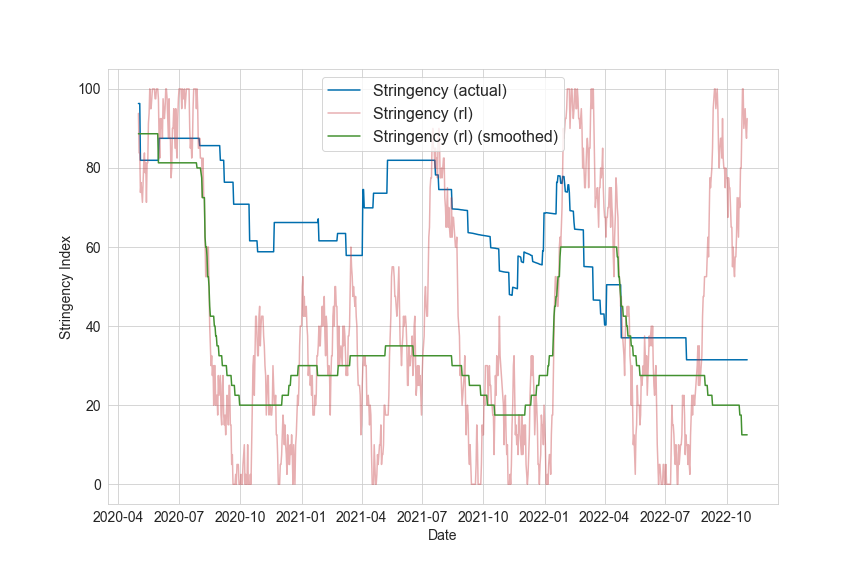 Stringency (actual)
Stringency (rl)
Stringency (rl) (smoothed)
100
80
60
40
20
0
Stringency Index
2020-04 2020-07 2020-10 2021-01 2021-04 2021-07 2021-10 2022-01 2022-04 2022-07 2022-10
Date